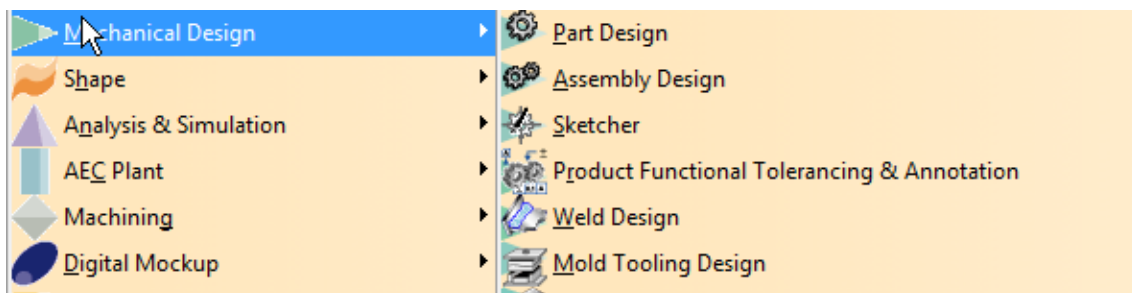 Mechanical Design
Shape
Analysis & Simulation
AEC Plant
Machining
Digital Mockup
Part Design
Assembly Design
Sketcher
Product Functional Tolerancing & Annotation
Weld Design
Mold Tooling Design